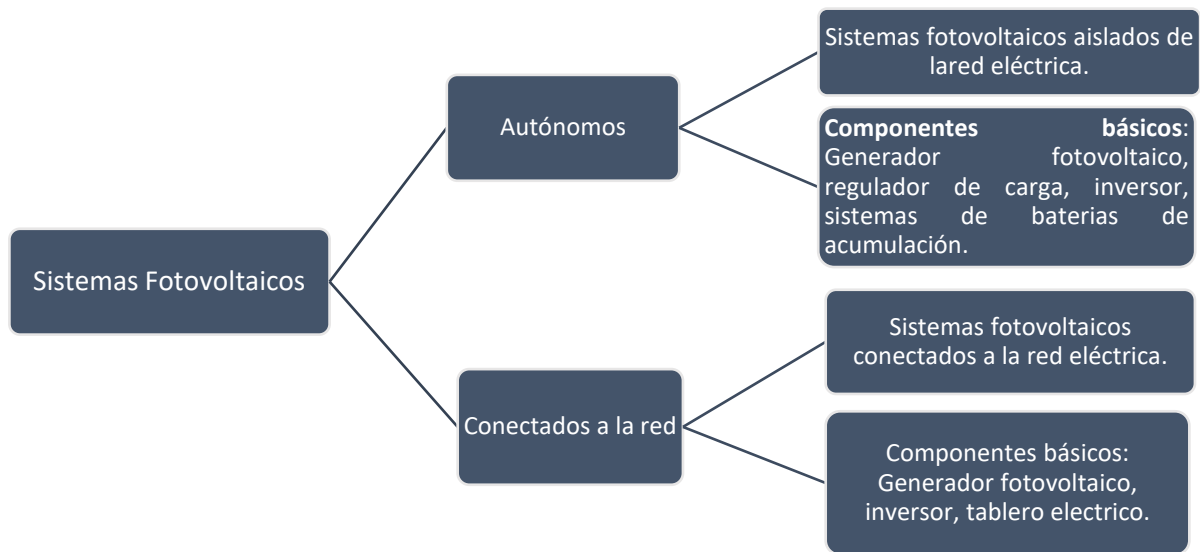 Sistemas Fotovoltaicos
Autónomos
Sistemas fotovoltaicos aislados de
lared eléctrica.
Componentes básicos:
Generador fotovoltaico,
regulador de carga, inversor,
sistemas de baterias de
acumulación.
Conectados a la red
Sistemas fotovoltaicos
conectados a la red eléctrica.
Componentes básicos:
Generador fotovoltaico,
inversor, tablero electrico.